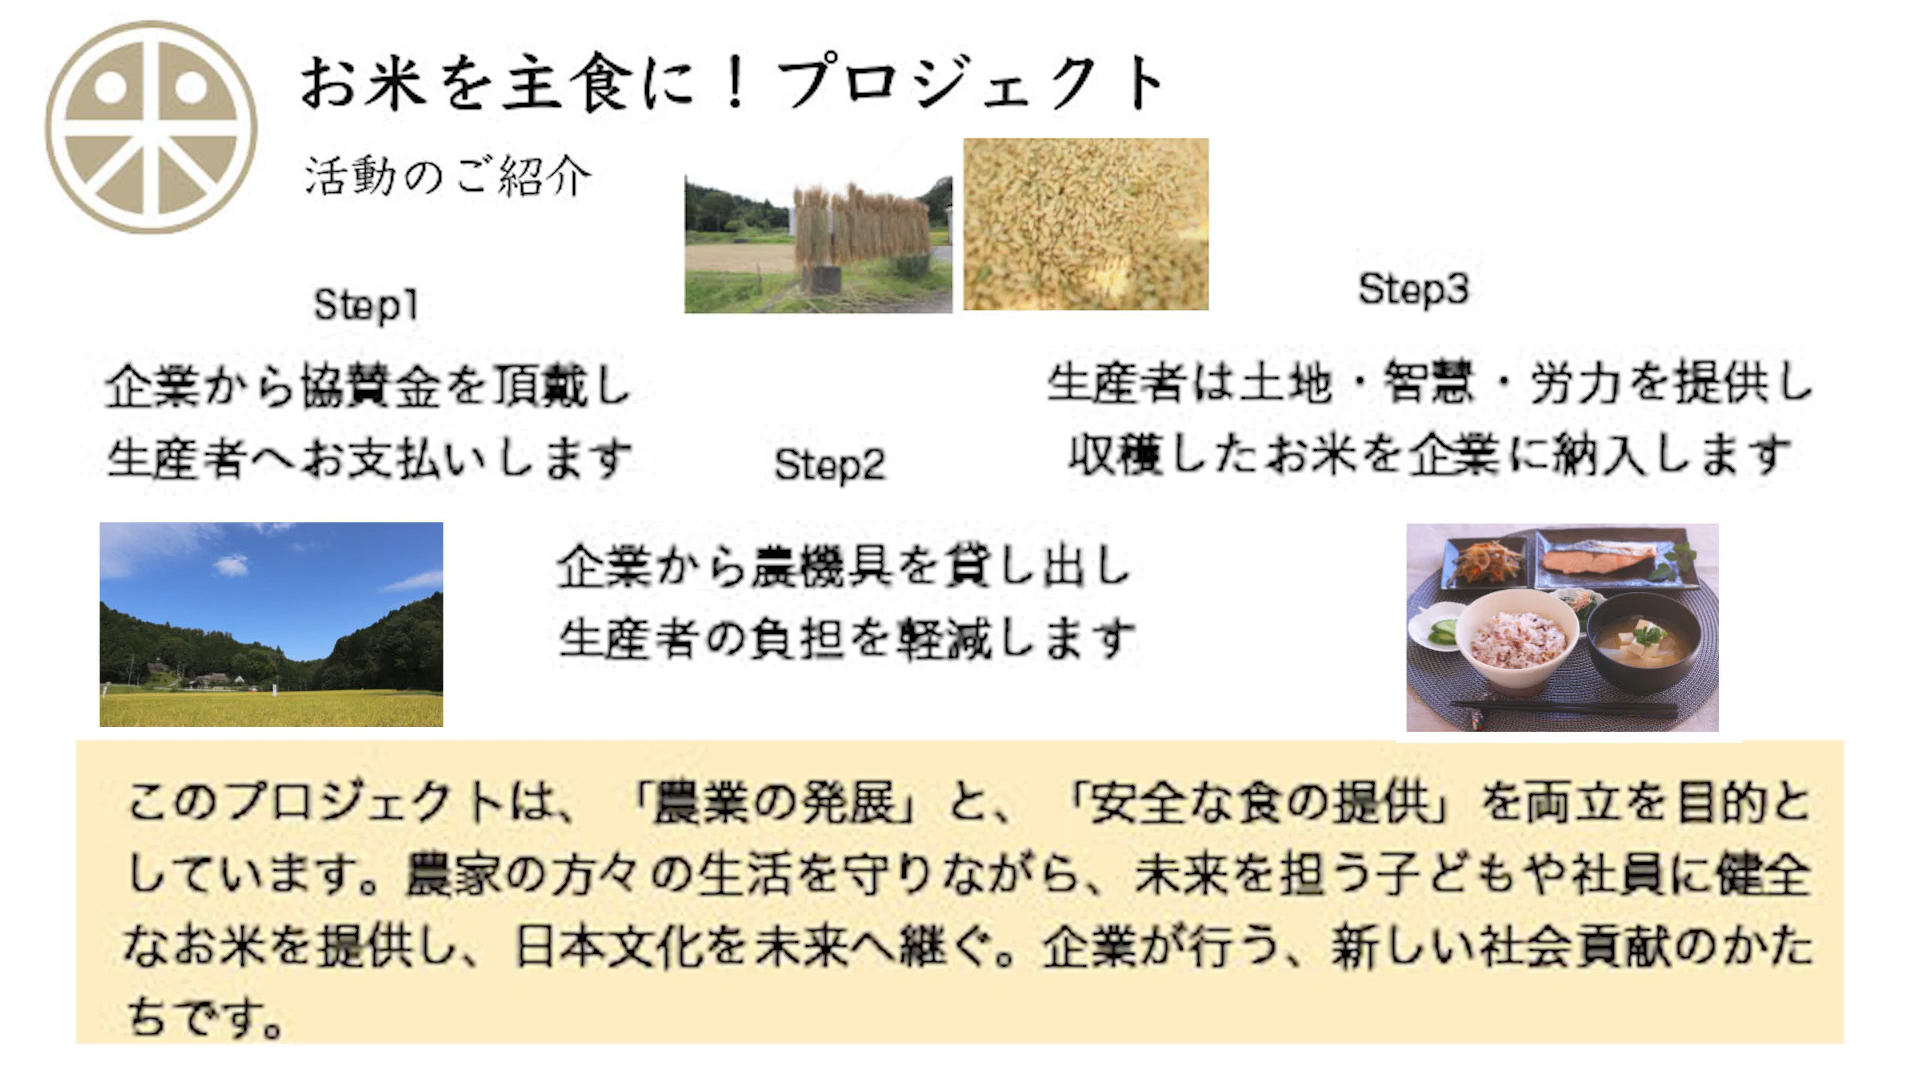 お米を主食に！プロジェクト
活動のご紹介
Step1
企業から協賛金を頂戴し
生産者へお支払いします
Step2
企業から農機具を貸し出し
生産者の負担を軽減します
Step3
生産者は土地・智慧・労力を提供し
収穫したお米を企業に納入します
このプロジェクトは、「農業の発展」と、「安全な食の提供」を両立を目的と
しています。農家の方々の生活を守りながら、未来を担う子どもや社員に健全
なお米を提供し、日本文化を未来へ継ぐ。企業が行う、新しい社会貢献のかた
ちです。